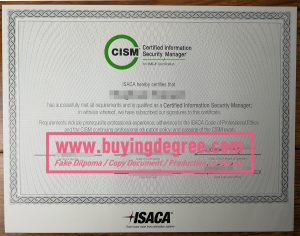 CISM Certified Information
Security Manager
An ISACA Certification
ISACA hereby certifies that
has successfully met all requirements and is qualified as a Certified Information Security Manager;
in witness whereof, we have subscribed our signatures to this certificate.
Requirements include prerequisite professional experience; adherence to the ISACA Code of Professional Ethics
and the CISM continuing professional education policy; and passage of the CISM exam.
www.buyingdegree.com
Fake Dilpoma / Copy Document / Production
ISACA